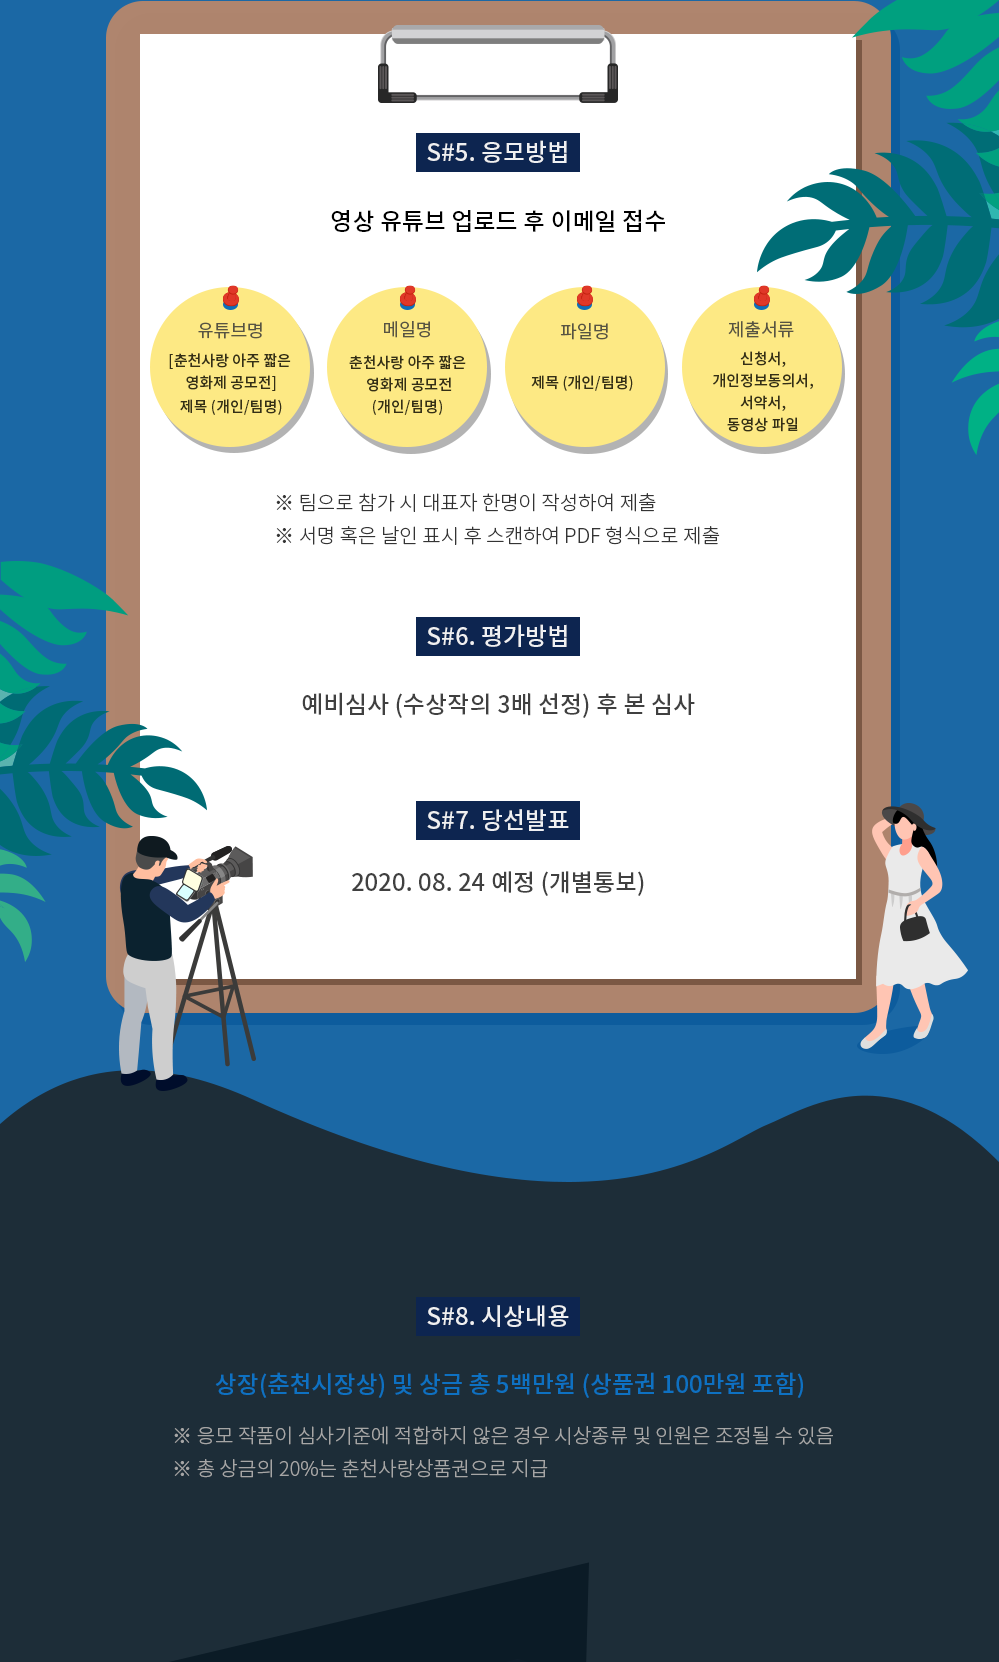 S#5. 응모방법
영상 유튜브 업로드 후 이메일 접수
유튜브명
[춘천사랑 아주 짧은
영화제 공모전]
제목 (개인/팀명)
메일명
춘천사랑 아주 짧은
영화제 공모전
(개인/팀명)
파일명
제목 (개인/팀명)
제출서류
신청서,
개인정보동의서,
서약서,
동영상 파일
※ 팀으로 참가 시 대표자 한명이 작성하여 제출
※ 서명 혹은 날인 표시 후 스캔하여 PDF 형식으로 제출
S#6. 평가방법
예비심사 (수상작의 3배 선정) 후 본 심사
S#7. 당선발표
2020. 08. 24 예정 (개별통보)
S#8. 시상내용
상장(춘천시장상) 및 상금 총 5백만원 (상품권 100만원 포함)
※ 응모 작품이 심사기준에 적합하지 않은 경우 시상종류 및 인원은 조정될 수 있음
※ 총 상금의 20%는 춘천사랑상품권으로 지급